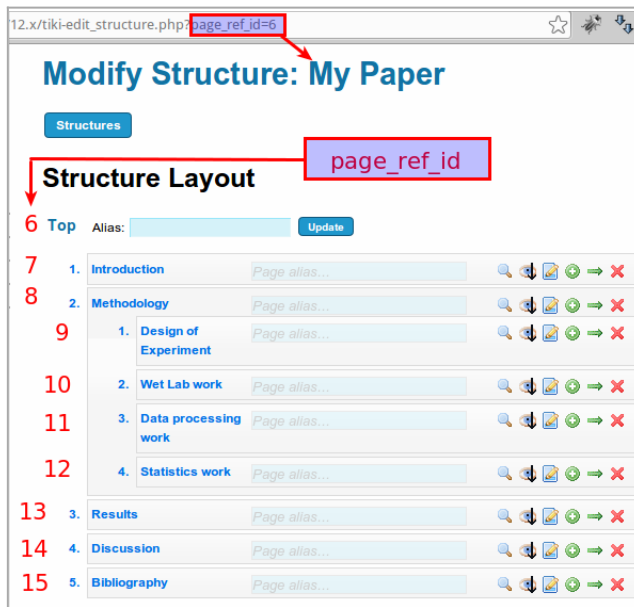 12.x/tiki-edit_structure.php?page_ref_id=6
Modify Structure: My Paper
Structures
page_ref_id
Structure Layout
6 Top Alias: Update
7 1. Introduction Page alias...
8 2. Methodology Page alias...
9 1. Design of Page alias...
Experiment
10 2. Wet Lab work Page alias...
11 3. Data processing Page alias...
work
12 4. Statistics work Page alias...
13 3. Results Page alias...
14 4. Discussion Page alias...
15 5. Bibliography Page alias...